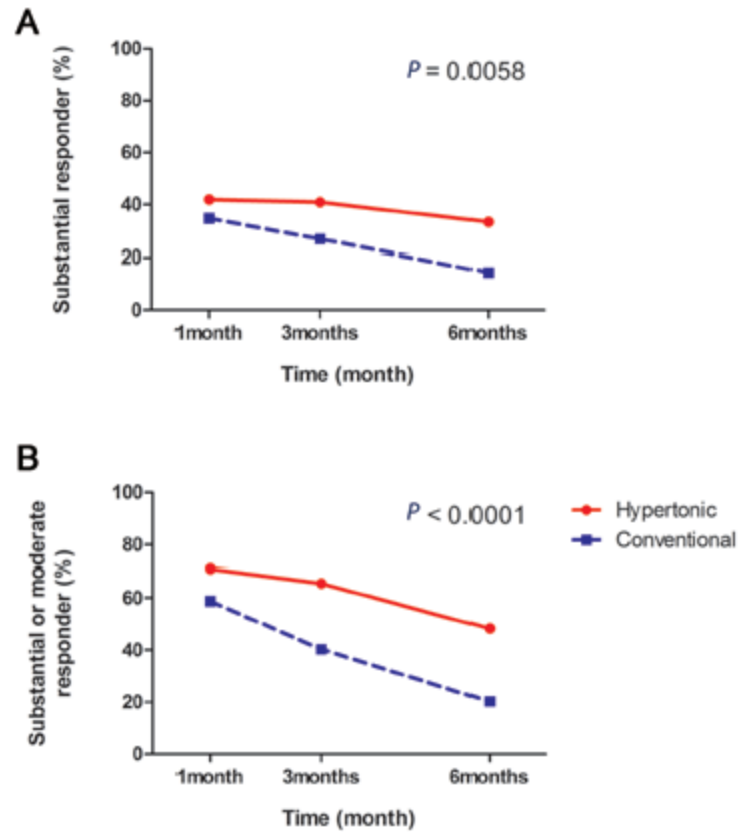 A
Substantial responder (%)
100
80
60
40
20
0
P = 0.0058
1month 3months 6months
Time (month)
B
Substantial or moderate
responder (%)
100
80
60
40
20
0
P < 0.0001
Hypertonic
Conventional
1month 3months 6months
Time (month)